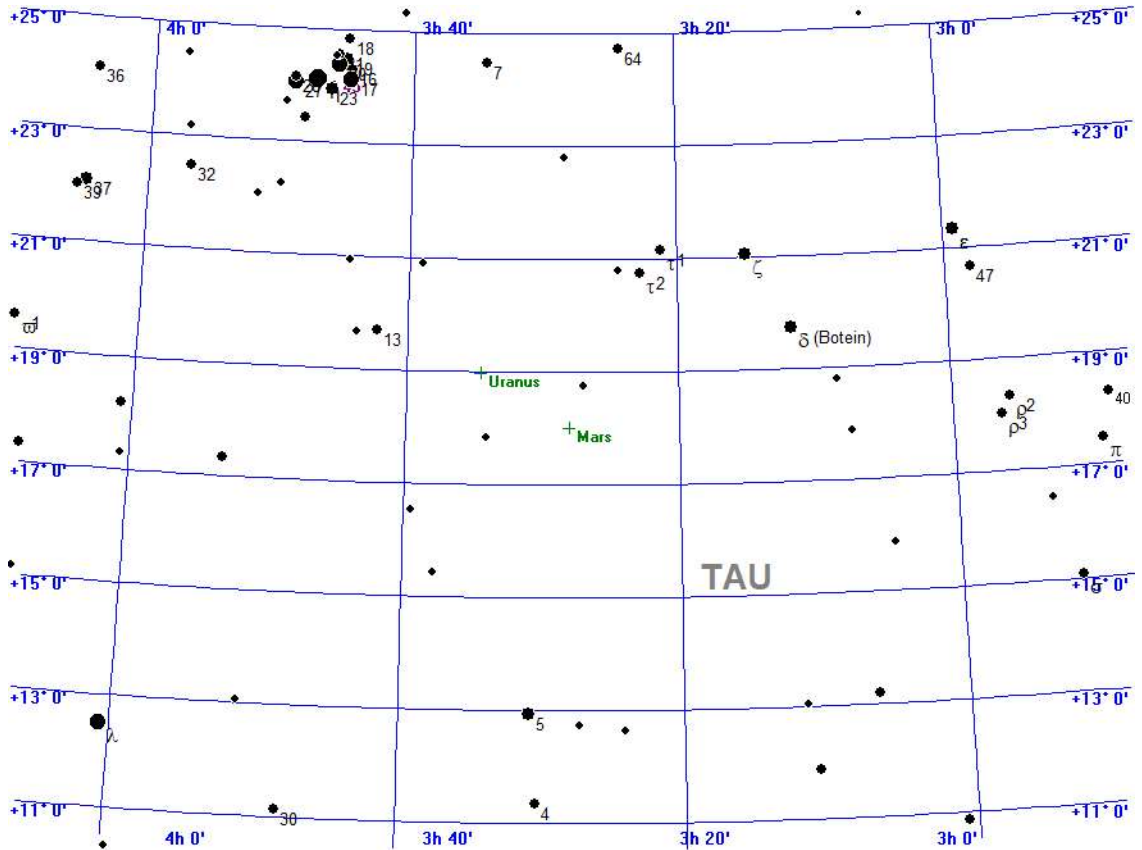 +25° 0'
4h 0'
3h 40'
3h 20'
3h 0'
+25° 0'
18
64
36
7
19
16
17
27
23
+23° 0'
+23° 0'
32
37
39
ε
+21° 0'
+21° 0'
τ1
ζ
τ2
47
ϖ1
13
δ (Botein)
+19° 0'
+19° 0'
Uranus
40
ρ2
ρ3
Mars
π
+17° 0'
+17° 0'
TAU
+15° 0'
+15° 0'
σ
+13° 0'
+13° 0'
5
λ
+11° 0'
+11° 0'
30
4
4h 0'
3h 40'
3h 20'
3h 0'